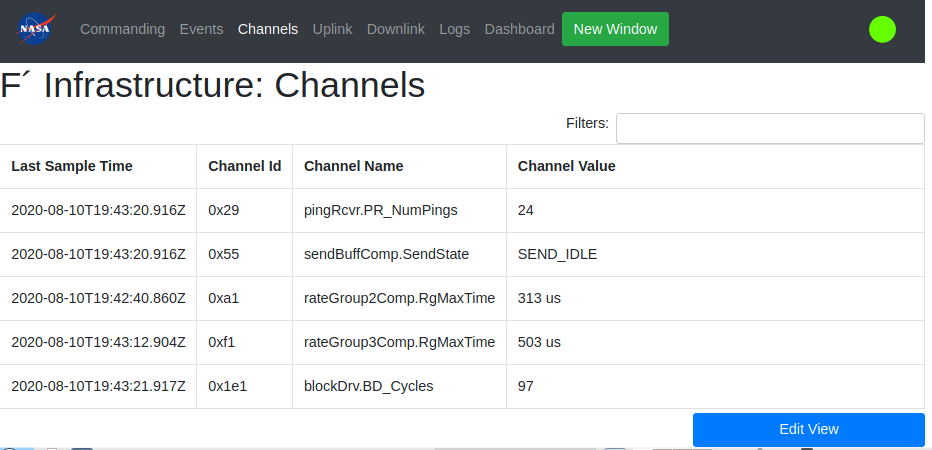 NASA Commanding Events Channels Uplink Downlink Logs Dashboard New Window
F´ Infrastructure: Channels
Filters:
Last Sample Time Channel Id Channel Name Channel Value
2020-08-10T19:43:20.916Z 0x29 pingRcvr.PR_NumPings 24
2020-08-10T19:43:20.916Z 0x55 sendBuffComp.SendState SEND_IDLE
2020-08-10T19:42:40.860Z 0xa1 rateGroup2Comp.RgMaxTime 313 us
2020-08-10T19:43:12.904Z 0xf1 rateGroup3Comp.RgMaxTime 503 us
2020-08-10T19:43:21.917Z 0x1e1 blockDrv.BD_Cycles 97
Edit View